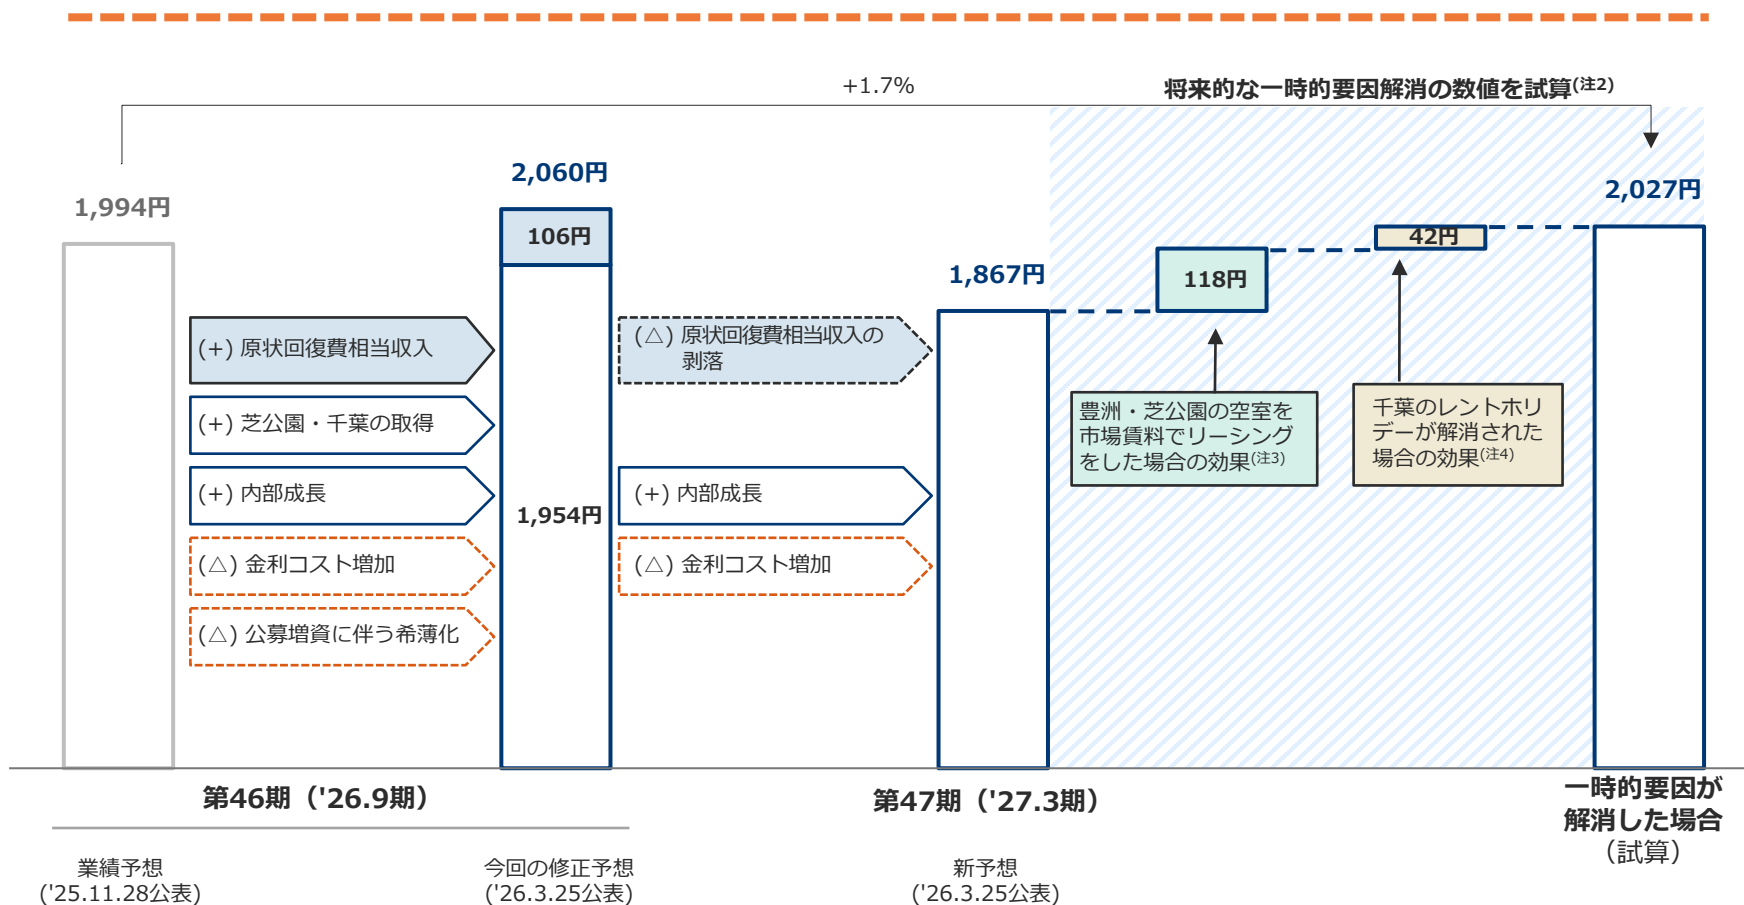 +1.7%
将来的な一時的要因解消の数値を試算(注2)
1,994円
2,060円
106円
1,954円
1,867円
118円
42円
2,027円
(+) 原状回復費相当収入
(+) 芝公園・千葉の取得
(+) 内部成長
(△) 金利コスト増加
(△) 公募増資に伴う希薄化
(△) 原状回復費相当収入の
剥落
(+) 内部成長
(△) 金利コスト増加
豊洲・芝公園の空室を
市場賃料でリーシング
をした場合の効果(注3)
千葉のレントホリ
デーが解消された
場合の効果(注4)
第46期（'26.9期）
第47期（'27.3期）
一時的要因が
解消した場合
（試算）
業績予想
('25.11.28公表)
今回の修正予想
('26.3.25公表)
新予想
('26.3.25公表)